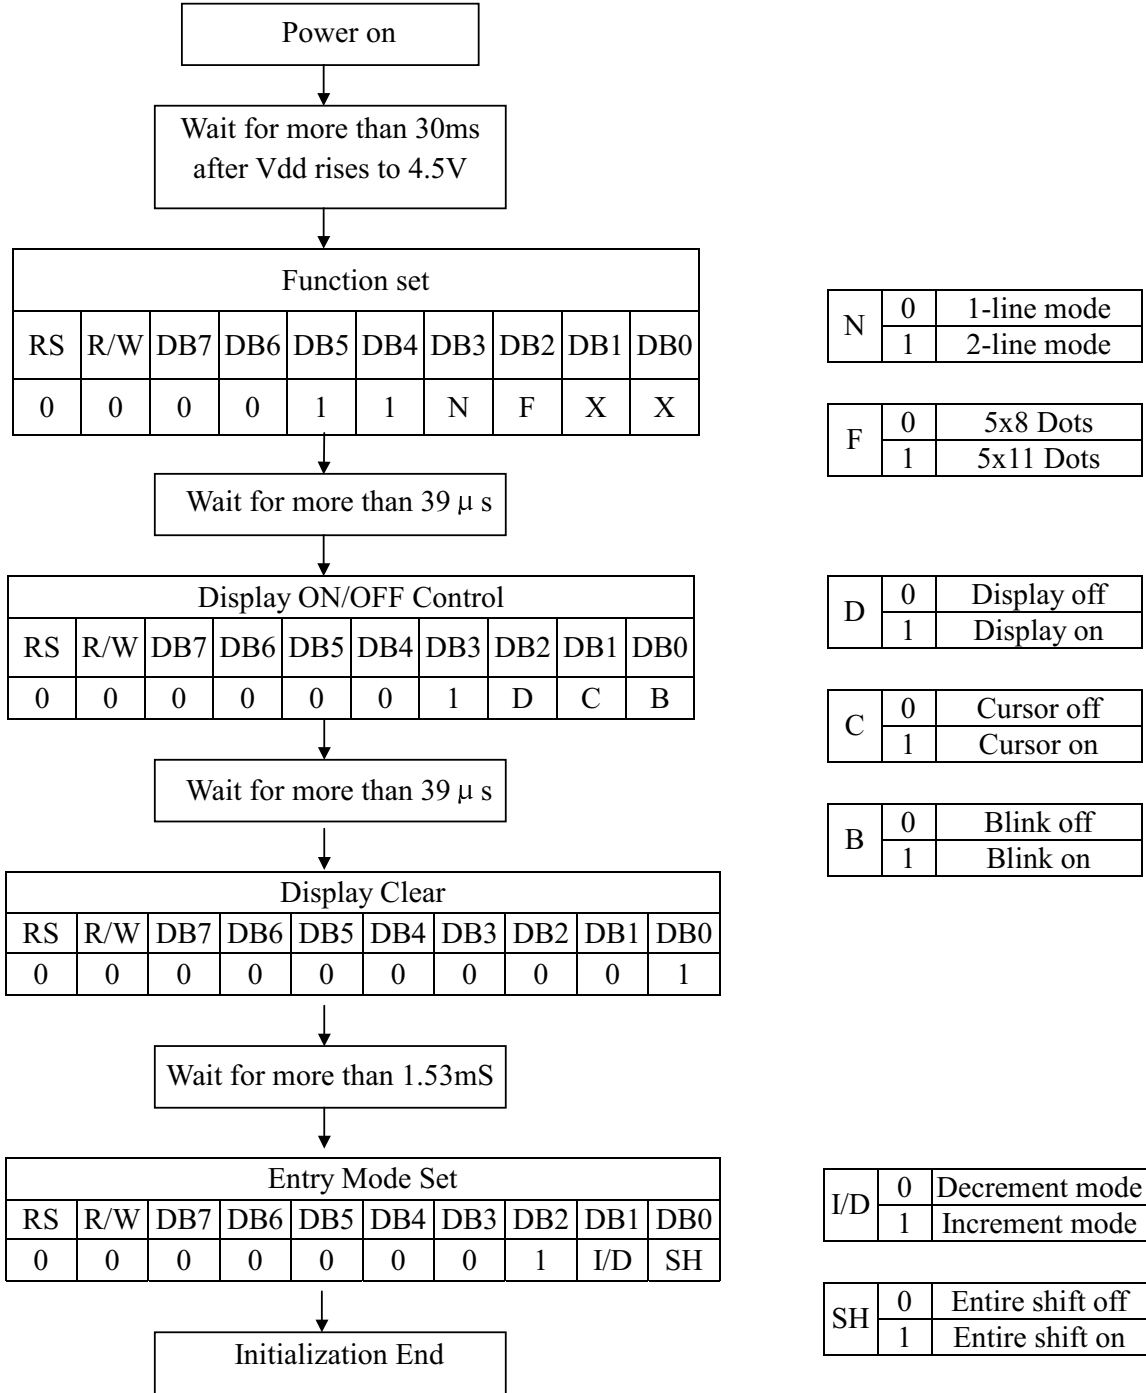 Power on
Wait for more than 30ms
after Vdd rises to 4.5V
Function set
RS R/W DB7 DB6 DB5 DB4 DB3 DB2 DB1 DB0
0 0 0 0 1 1 N F X X
N 0 1-line mode
1 2-line mode
F 0 5x8 Dots
1 5x11 Dots
Wait for more than 39 μ s
Display ON/OFF Control
RS R/W DB7 DB6 DB5 DB4 DB3 DB2 DB1 DB0
0 0 0 0 0 0 1 D C B
D 0 Display off
1 Display on
C 0 Cursor off
1 Cursor on
B 0 Blink off
1 Blink on
Wait for more than 39 μ s
Display Clear
RS R/W DB7 DB6 DB5 DB4 DB3 DB2 DB1 DB0
0 0 0 0 0 0 0 0 0 1
Wait for more than 1.53mS
Entry Mode Set
RS R/W DB7 DB6 DB5 DB4 DB3 DB2 DB1 DB0
0 0 0 0 0 0 0 1 I/D SH
I/D 0 Decrement mode
1 Increment mode
SH 0 Entire shift off
1 Entire shift on
Initialization End